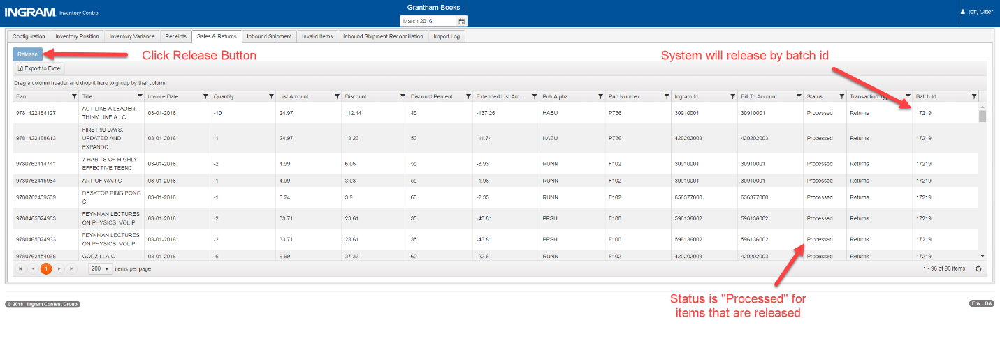 INGRAM Inventory Control
Grantham Books
March 2016
Jeff, Gitter
Configuration Inventory Position Inventory Variance Receipts Sales & Returns Inbound Shipment Invalid Items Inbound Shipment Reconciliation Import Log
Release
Click Release Button
System will release by batch id
Export to Excel
Drag a column header and drop it here to group by that column
Ean Title Invoice Date Quantity List Amount Discount Discount Percent Extended List Am... Pub Alpha Pub Number Ingram Id Bill To Account Status Transaction Ty Batch Id
9781422184127 ACT LIKE A LEADER, THINK LIKE A LC 03-01-2016 -10 24.97 112.44 45 -137.26 HABU P736 30910001 30910001 Processed Returns 17219
9781422188613 FIRST 90 DAYS, UPDATED AND EXPANDC 03-01-2016 -1 24.97 13.23 53 -11.74 HABU P736 420202003 420202003 Processed Returns 17219
9780762414741 7 HABITS OF HIGHLY EFFECTIVE TEENC 03-01-2016 -2 4.99 6.06 55 -3.93 RUNN F102 30910001 30910001 Processed Returns 17219
9780762415984 ART OF WAR C 03-01-2016 -1 4.99 3.03 55 -1.96 RUNN F102 30910001 30910001 Processed Returns 17219
9780762439539 DESKTOP PING PONG C 03-01-2016 -1 6.24 3.9 60 -2.35 RUNN F102 656377800 656377800 Processed Returns 17219
9780465024933 FEYNMAN LECTURES ON PHYSICS, VOL P 03-01-2016 -2 33.71 23.61 35 -43.81 PPSH F100 596136002 596136002 Processed Returns 17219
9780465024933 FEYNMAN LECTURES ON PHYSICS, VOL P 03-01-2016 -2 33.71 23.61 35 -43.81 PPSH F100 596136002 596136002 Processed Returns 17219
9780762454068 GODZILLA C 03-01-2016 -6 9.99 37.33 60 -22.6 RUNN F102 420202003 420202003 Processed Returns 17219
1 200 items per page 1 - 96 of 96 items
Status is "Processed" for
items that are released
© 2018 - Ingram Content Group
Env - QA